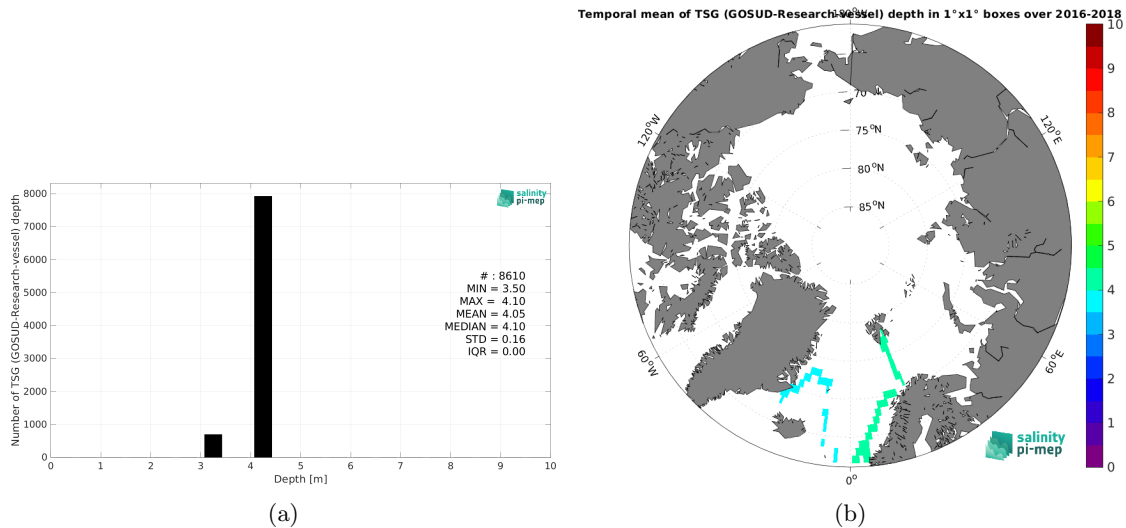 Temporal mean of TSG (GOSUD-Research-vessel) depth in 1°x1° boxes over 2016-2018
Number of TSG (GOSUD-Research-vessel) depth
8000
7000
6000
5000
4000
3000
2000
1000
0
salinity
pi-mep
# : 8610
MIN = 3.50
MAX = 4.10
MEAN = 4.05
MEDIAN = 4.10
STD = 0.16
IQR = 0.00
0 1 2 3 4 5 6 7 8 9 10
Depth [m]
(a)
180°W
120°W
120°E
70
75°N
80°N
85°N
60°W
60°E
0°
salinity
pi-mep
10
9
8
7
6
5
4
3
2
1
0
(b)